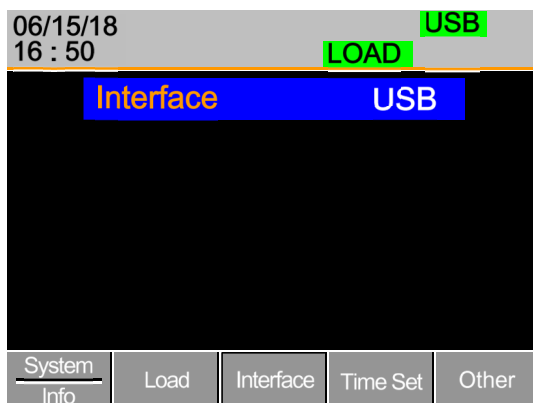 06/15/18 USB
16 : 50 LOAD
Interface USB
System Load Interface Time Set Other
Info